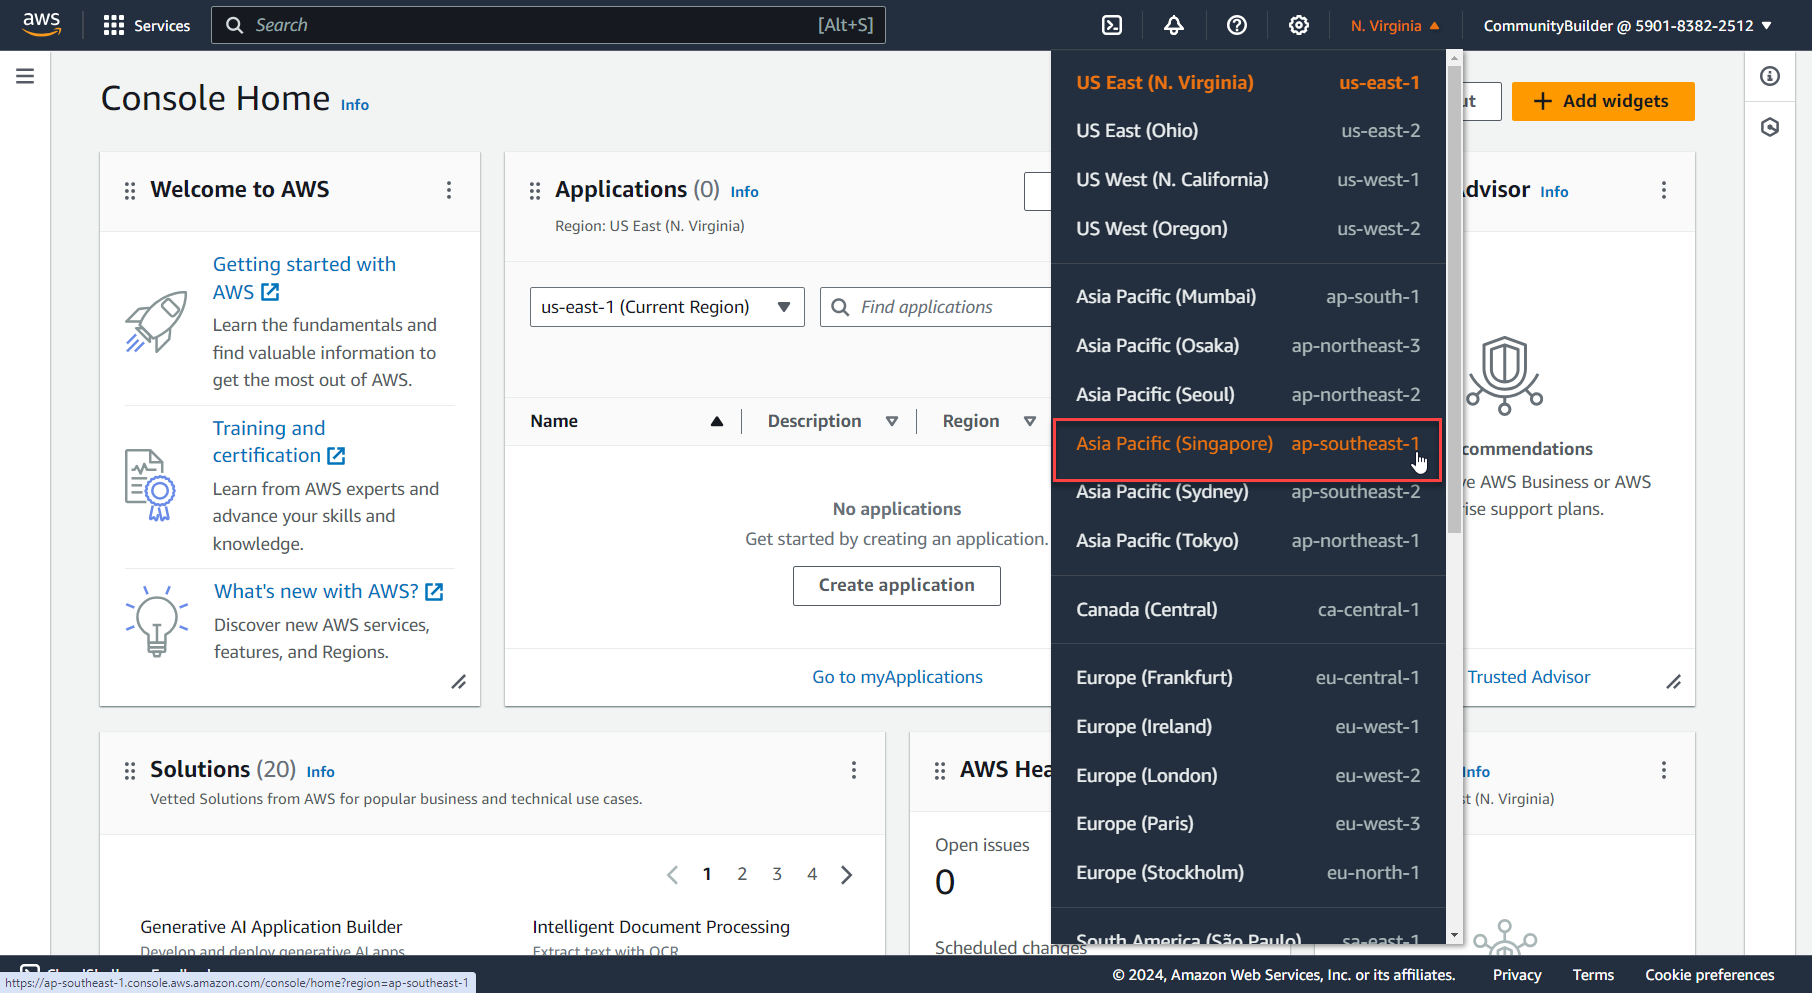 aws
Services
Search
[Alt+S]
N. Virginia
CommunityBuilder @ 5901-8382-2512
Console Home Info
ut
Add widgets
Welcome to AWS
Getting started with
AWS
Learn the fundamentals and
find valuable information to
get the most out of AWS.
Training and
certification
Learn from AWS experts and
advance your skills and
knowledge.
What's new with AWS?
Discover new AWS services,
features, and Regions.
Applications (0) Info
Region: US East (N. Virginia)
us-east-1 (Current Region)
Find applications
Name
Description
Region
No applications
Get started by creating an application.
Create application
Go to myApplications
US East (N. Virginia) us-east-1
US East (Ohio) us-east-2
US West (N. California) us-west-1
US West (Oregon) us-west-2
Asia Pacific (Mumbai) ap-south-1
Asia Pacific (Osaka) ap-northeast-3
Asia Pacific (Seoul) ap-northeast-2
Asia Pacific (Singapore) ap-southeast-1
Asia Pacific (Sydney) ap-southeast-2
Asia Pacific (Tokyo) ap-northeast-1
Canada (Central) ca-central-1
Europe (Frankfurt) eu-central-1
Europe (Ireland) eu-west-1
Europe (London) eu-west-2
Europe (Paris) eu-west-3
Europe (Stockholm) eu-north-1
South America (São Paulo) sa-east-1
Advisor Info
commendations
ve AWS Business or AWS
ise support plans.
Trusted Advisor
Solutions (20) Info
Vetted Solutions from AWS for popular business and technical use cases.
1 2 3 4
Generative AI Application Builder
Develop and deploy generative AI apps
Intelligent Document Processing
Extract text with OCR
AWS Hea
Open issues
0
Scheduled changes
Info
st (N. Virginia)
https://ap-southeast-1.console.aws.amazon.com/console/home?region=ap-southeast-1
© 2024, Amazon Web Services, Inc. or its affiliates.
Privacy
Terms
Cookie preferences